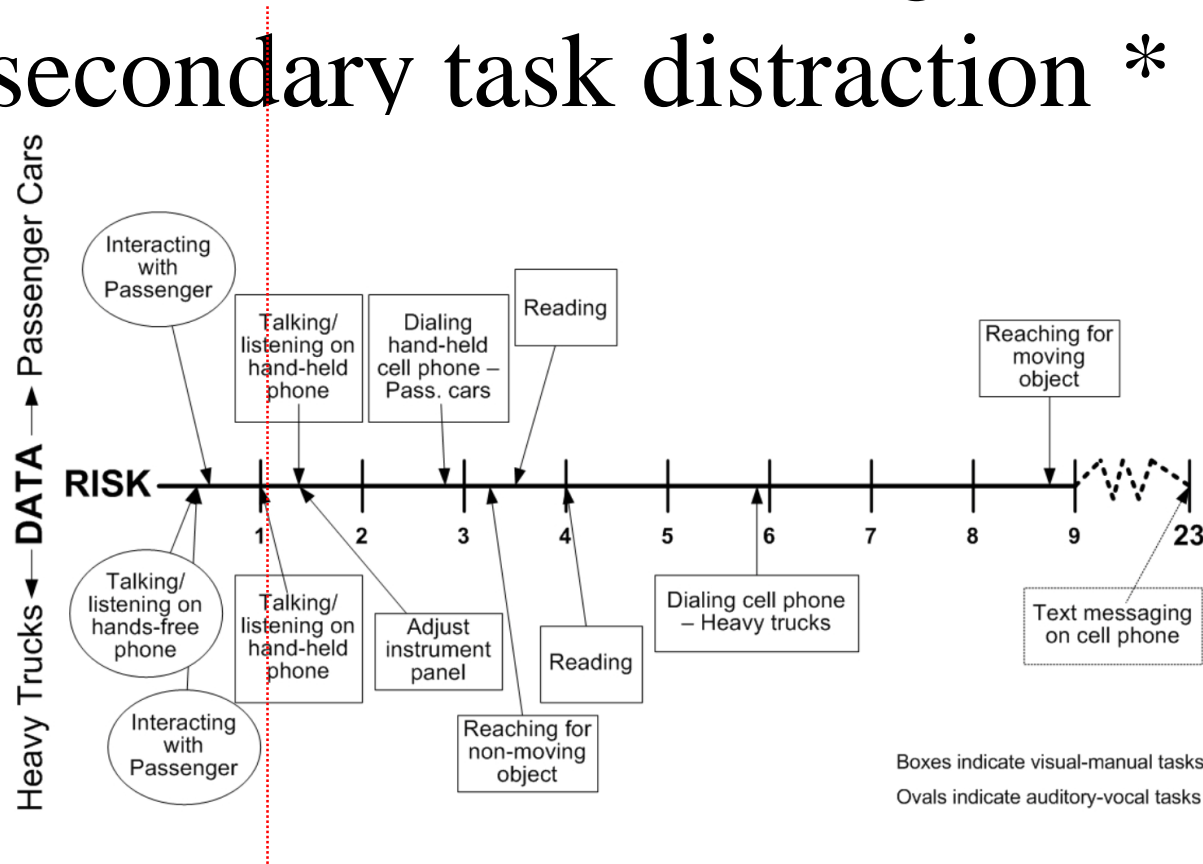 secondary task distraction *
Heavy Trucks ◄— DATA —► Passenger Cars
Interacting
with
Passenger
Talking/
listening on
hand-held
phone
Dialing
hand-held
cell phone –
Pass. cars
Reading
Reaching for
moving
object
RISK
1 2 3 4 5 6 7 8 9 23
Talking/
listening on
hands-free
phone
Interacting
with
Passenger
Talking/
listening on
hand-held
phone
Adjust
instrument
panel
Reaching for
non-moving
object
Reading
Dialing cell phone
– Heavy trucks
Text messaging
on cell phone
Boxes indicate visual-manual tasks
Ovals indicate auditory-vocal tasks